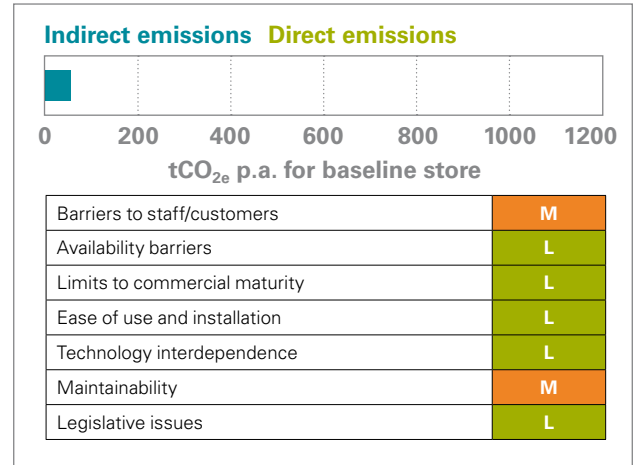 Indirect emissions Direct emissions
0 200 400 600 800 1000 1200
tCO2e p.a. for baseline store
Barriers to staff/customers M
Availability barriers L
Limits to commercial maturity L
Ease of use and installation L
Technology interdependence L
Maintainability M
Legislative issues L